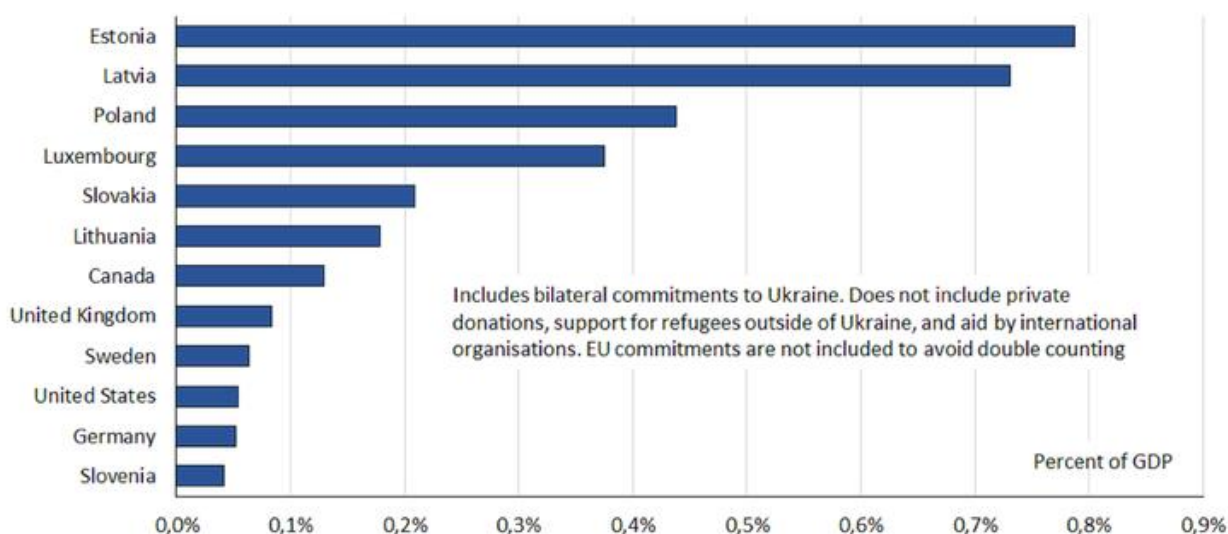 Estonia
Latvia
Poland
Luxembourg
Slovakia
Lithuania
Canada
United Kingdom
Sweden
United States
Germany
Slovenia
Includes bilateral commitments to Ukraine. Does not include private
donations, support for refugees outside of Ukraine, and aid by international
organisations. EU commitments are not included to avoid double counting
Percent of GDP
0,0% 0,1% 0,2% 0,3% 0,4% 0,5% 0,6% 0,7% 0,8% 0,9%